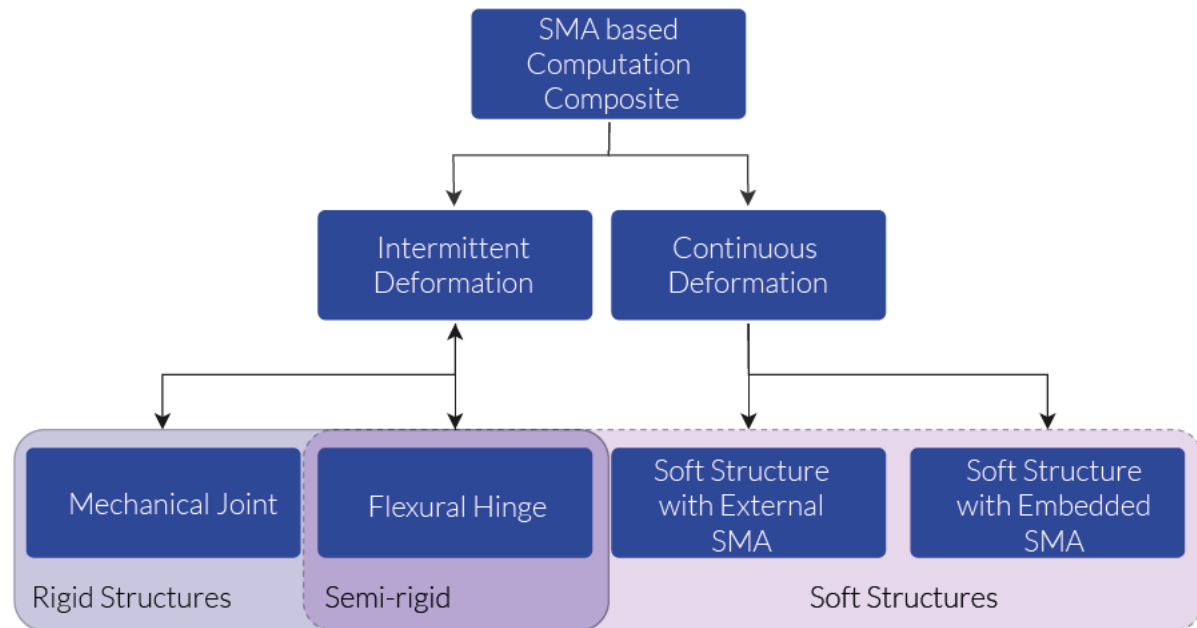 SMA based
Computation
Composite
Intermittent
Deformation
Continuous
Deformation
Mechanical Joint
Flexural Hinge
Soft Structure
with External
SMA
Soft Structure
with Embedded
SMA
Rigid Structures
Semi-rigid
Soft Structures